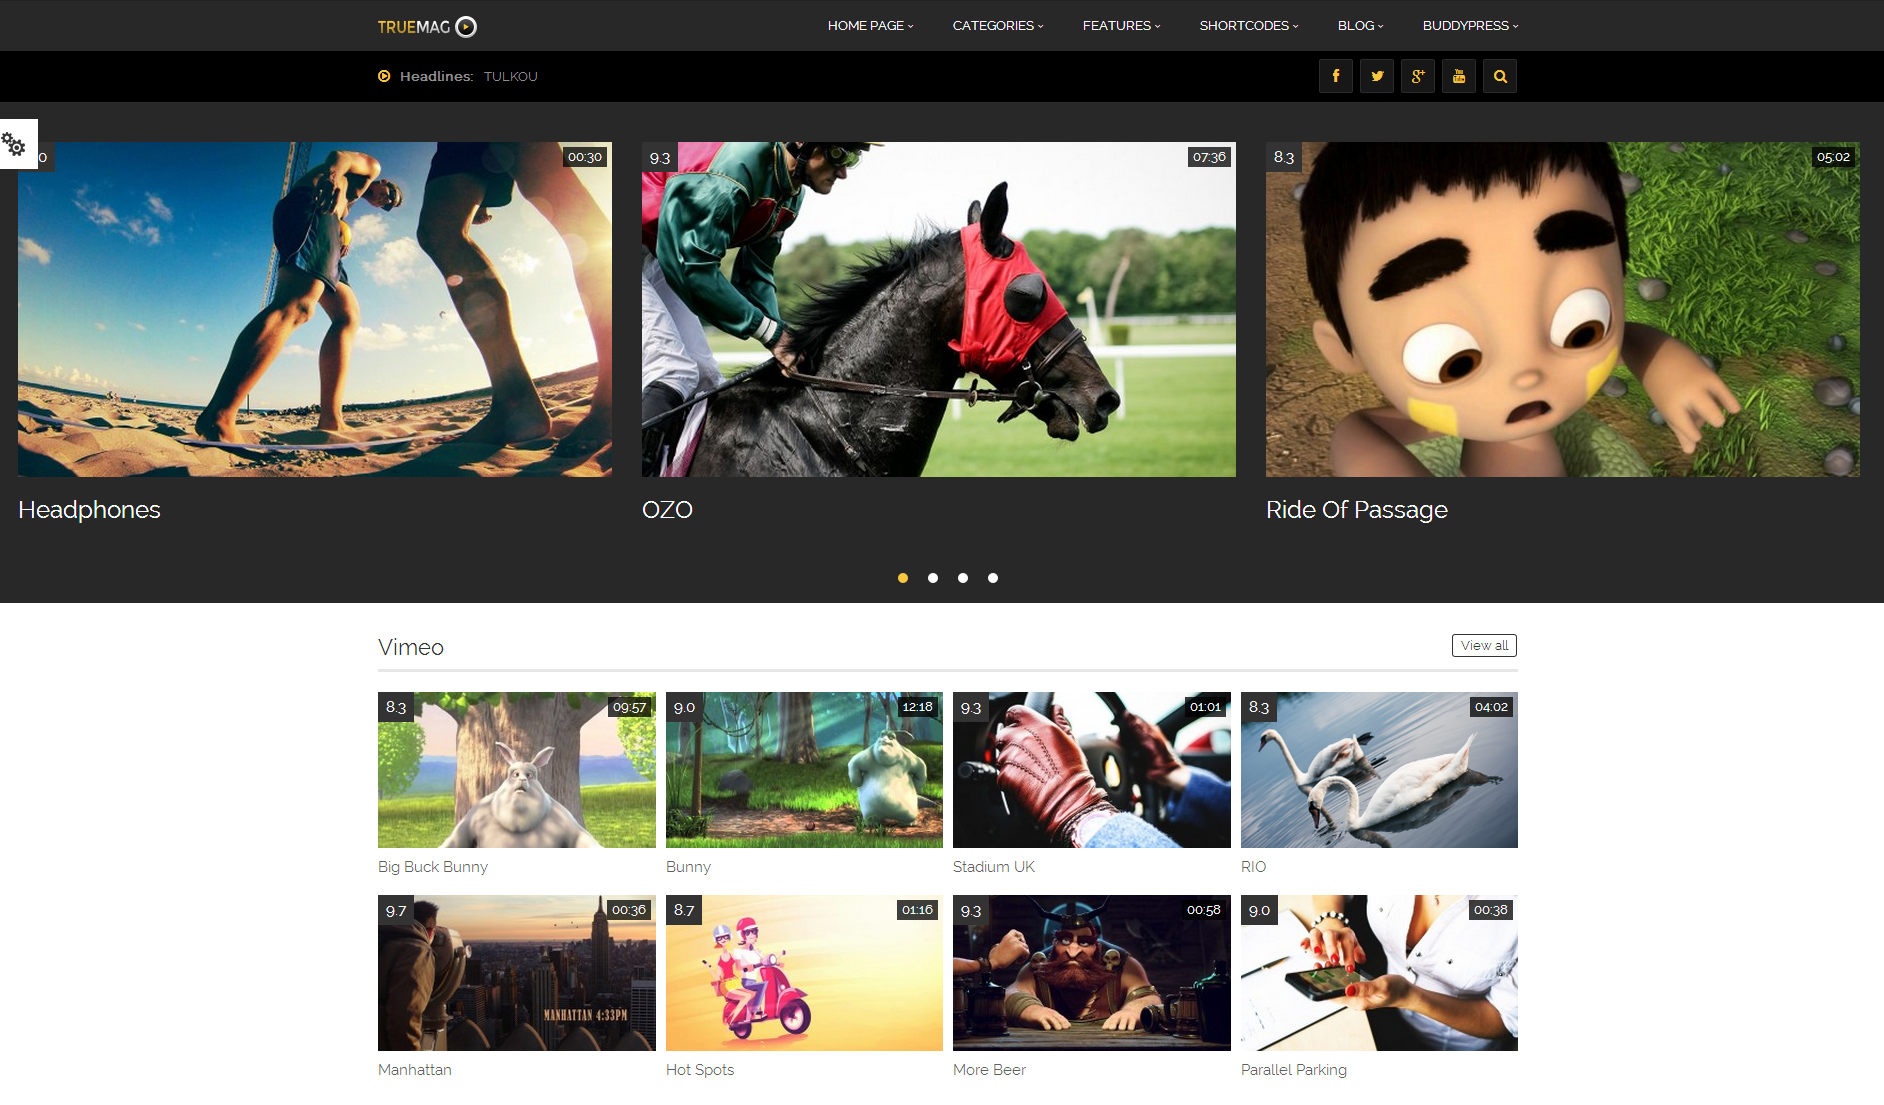 TRUEMAG
HOME PAGE CATEGORIES FEATURES SHORTCODES BLOG BUDDYPRESS
Headlines: TULKOU
0 00:30
9.3 07:36
8.3 05:02
Headphones
OZO
Ride Of Passage
Vimeo
View all
8.3 09:57
9.0 12:18
9.3 01:01
8.3 04:02
Big Buck Bunny
Bunny
Stadium UK
RIO
9.7 00:36
8.7 01:16
9.3 00:58
9.0 00:38
MANHATTAN 4:33PM
Manhattan
Hot Spots
More Beer
Parallel Parking